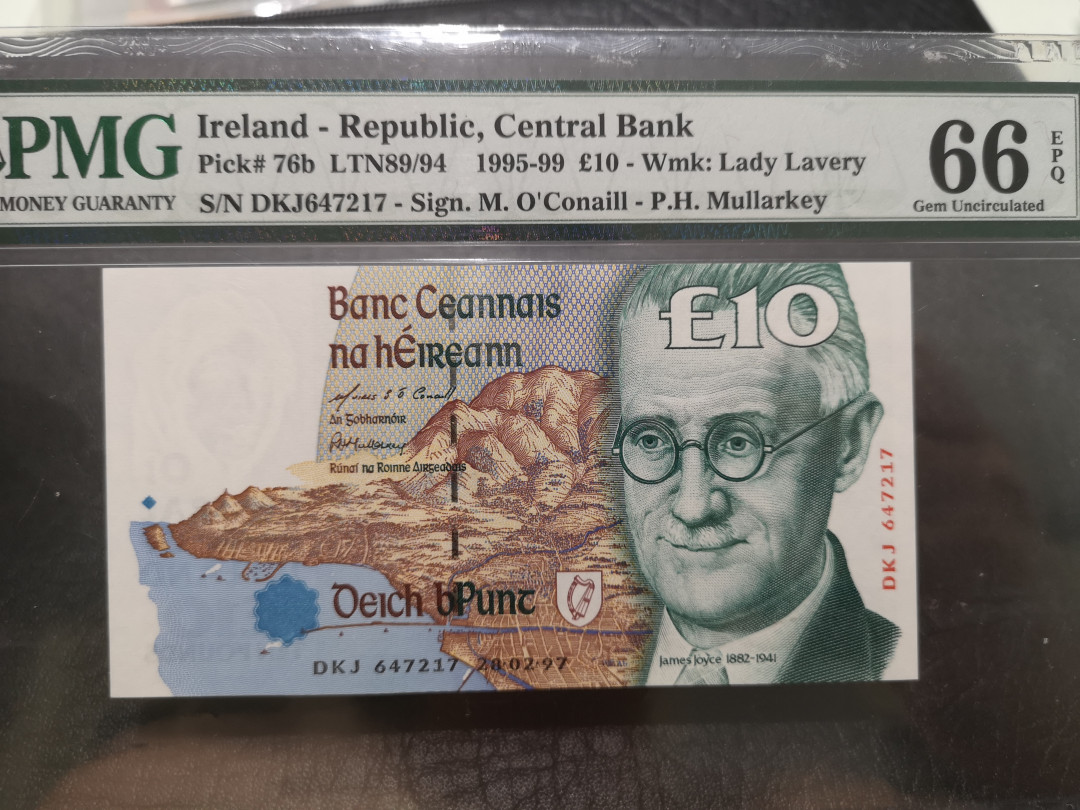 PMG
MONEY GUARANTY
Ireland - Republic, Central Bank
Pick# 76b LTN89/94 1995-99 £10 - Wmk: Lady Lavery
S/N DKJ647217 - Sign. M. O'Conaill - P.H. Mullarkey
66
EPQ
Gem Uncirculated
£10
Banc Ceannais
na hÉireann
An Gobharnóir
Rúnaí na Roinne Airgeadais
DKJ 647217
Deich bPunt
DKJ 647217 28·02·97
James Joyce 1882-1941